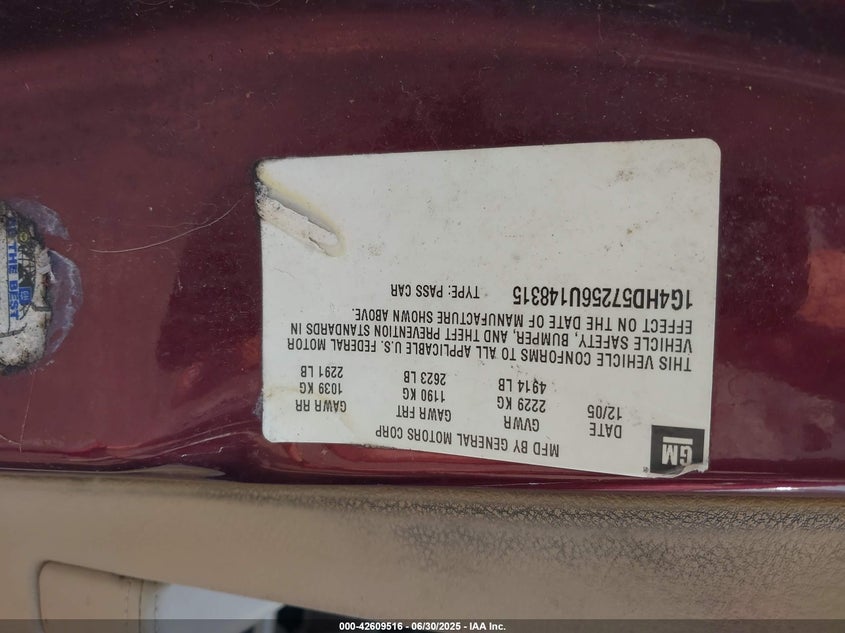 GM
MFD BY GENERAL MOTORS CORP
DATE GVWR GAWR FRT GAWR RR
12/05 2229 KG 1190 KG 1039 KG
4914 LB 2623 LB 2291 LB
THIS VEHICLE CONFORMS TO ALL APPLICABLE U.S. FEDERAL MOTOR
VEHICLE SAFETY, BUMPER, AND THEFT PREVENTION STANDARDS IN
EFFECT ON THE DATE OF MANUFACTURE SHOWN ABOVE.
1G4HD57256U148315 TYPE: PASS CAR
THE BEST
000-42609516 - 06/30/2025 - IAA Inc.